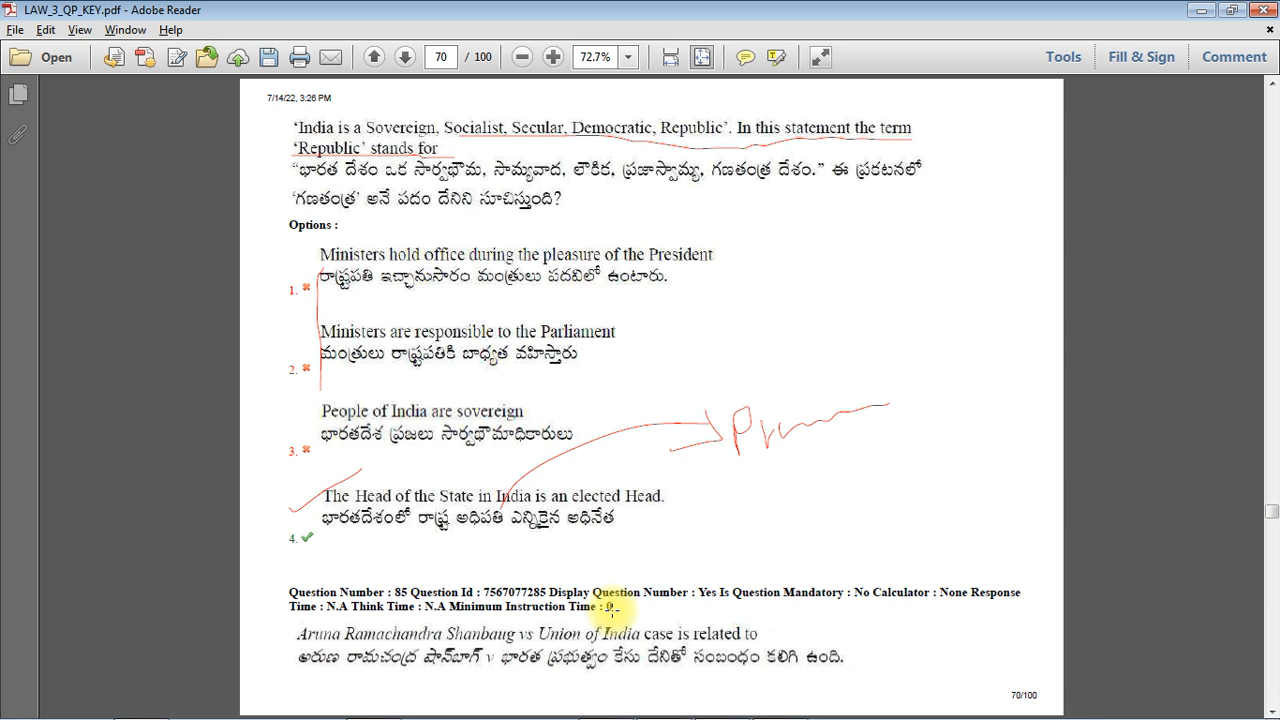 LAW_3_QP_KEY.pdf - Adobe Reader
File Edit View Window Help
Open 70 / 100 72.7% Tools Fill & Sign Comment
7/14/22, 3:26 PM
‘India is a Sovereign, Socialist, Secular, Democratic, Republic’. In this statement the term
‘Republic’ stands for
“భారత దేశం ఒక సార్వభౌమ, సామ్యవాద, లౌకిక, ప్రజాస్వామ్య, గణతంత్ర దేశం.” ఈ ప్రకటనలో
‘గణతంత్ర’ అనే పదం దేనిని సూచిస్తుంది?
Options :
Ministers hold office during the pleasure of the President
రాష్ట్రపతి ఇచ్ఛానుసారం మంత్రులు పదవిలో ఉంటారు.
1.
Ministers are responsible to the Parliament
మంత్రులు రాష్ట్రపతికి బాధ్యత వహిస్తారు
2.
People of India are sovereign
భారతదేశ ప్రజలు సార్వభౌమాధికారులు
3.
The Head of the State in India is an elected Head.
భారతదేశంలో రాష్ట్ర అధిపతి ఎన్నికైన అధినేత
4.
Question Number : 85 Question Id : 7567077285 Display Question Number : Yes Is Question Mandatory : No Calculator : None Response
Time : N.A Think Time : N.A Minimum Instruction Time : 0
Aruna Ramachandra Shanbaug vs Union of India case is related to
అరుణ రామచంద్ర షాన్‌బాగ్ v భారత ప్రభుత్వం కేసు దేనితో సంబంధం కలిగి ఉంది.
70/100